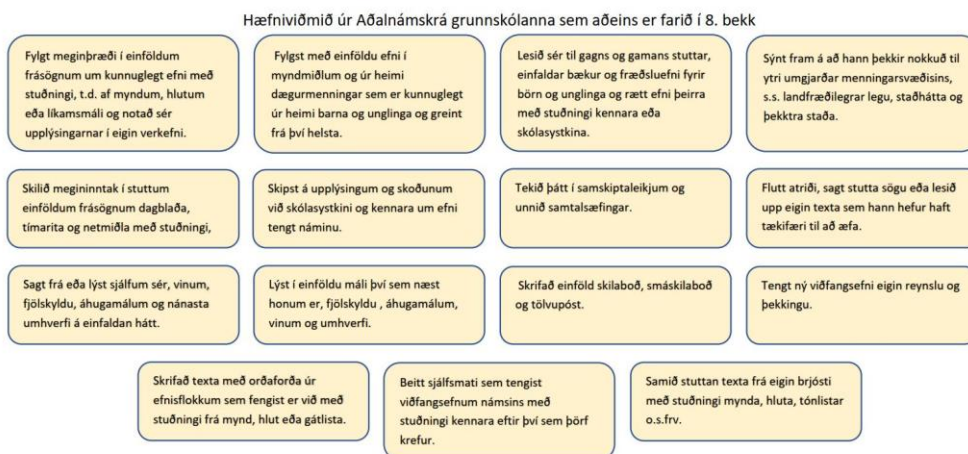 Hæfniviðmið úr Aðalnámskrá grunnskólanna sem aðeins er farið í 8. bekk
Fylgt meginþræði í einföldum
frásögnum um kunnuglegt efni með
stuðningi, t.d. af myndum, hlutum
eða líkamsmáli og notað sér
upplýsingarnar í eigin verkefni.
Fylgst með einföldu efni í
myndmiðlum og úr heimi
dægurmenningar sem er kunnuglegt
úr heimi barna og unglinga og greint
frá því helsta.
Lesið sér til gagns og gamans stuttar,
einfaldar bækur og fræðsluefni fyrir
börn og unglinga og rætt efni þeirra
með stuðningi kennara eða
skólasystkina.
Sýnt fram á að hann þekkir nokkuð til
ytri umgjarðar menningarsvæðisins,
s.s. landfræðilegrar legu, staðhátta og
þekktra staða.
Skilið megininntak í stuttum
einföldum frásögnum dagblaða,
tímarita og netmiðla með stuðningi,
Skipst á upplýsingum og skoðunum
við skólasystkini og kennara um efni
tengt náminu.
Tekið þátt í samskiptaleikjum og
unnið samtalsæfingar.
Flutt atriði, sagt stutta sögu eða lesið
upp eigin texta sem hann hefur haft
tækifæri til að æfa.
Sagt frá eða lýst sjálfum sér, vinum,
fjölskyldu, áhugamálum og nánasta
umhverfi á einfaldan hátt.
Lýst í einföldu máli því sem næst
honum er, fjölskyldu , áhugamálum,
vinum og umhverfi.
Skrifað einföld skilaboð, smáskilaboð
og tölvupóst.
Tengt ný viðfangsefni eigin reynslu og
þekkingu.
Skrifað texta með orðaforða úr
efnisflokkum sem fengist er við með
stuðningi frá mynd, hlut eða gátlista.
Beitt sjálfsmati sem tengist
viðfangsefnum námsins með
stuðningi kennara eftir því sem þörf
krefur.
Samið stuttan texta frá eigin brjósti
með stuðningi mynda, hluta, tónlistar
o.s.frv.